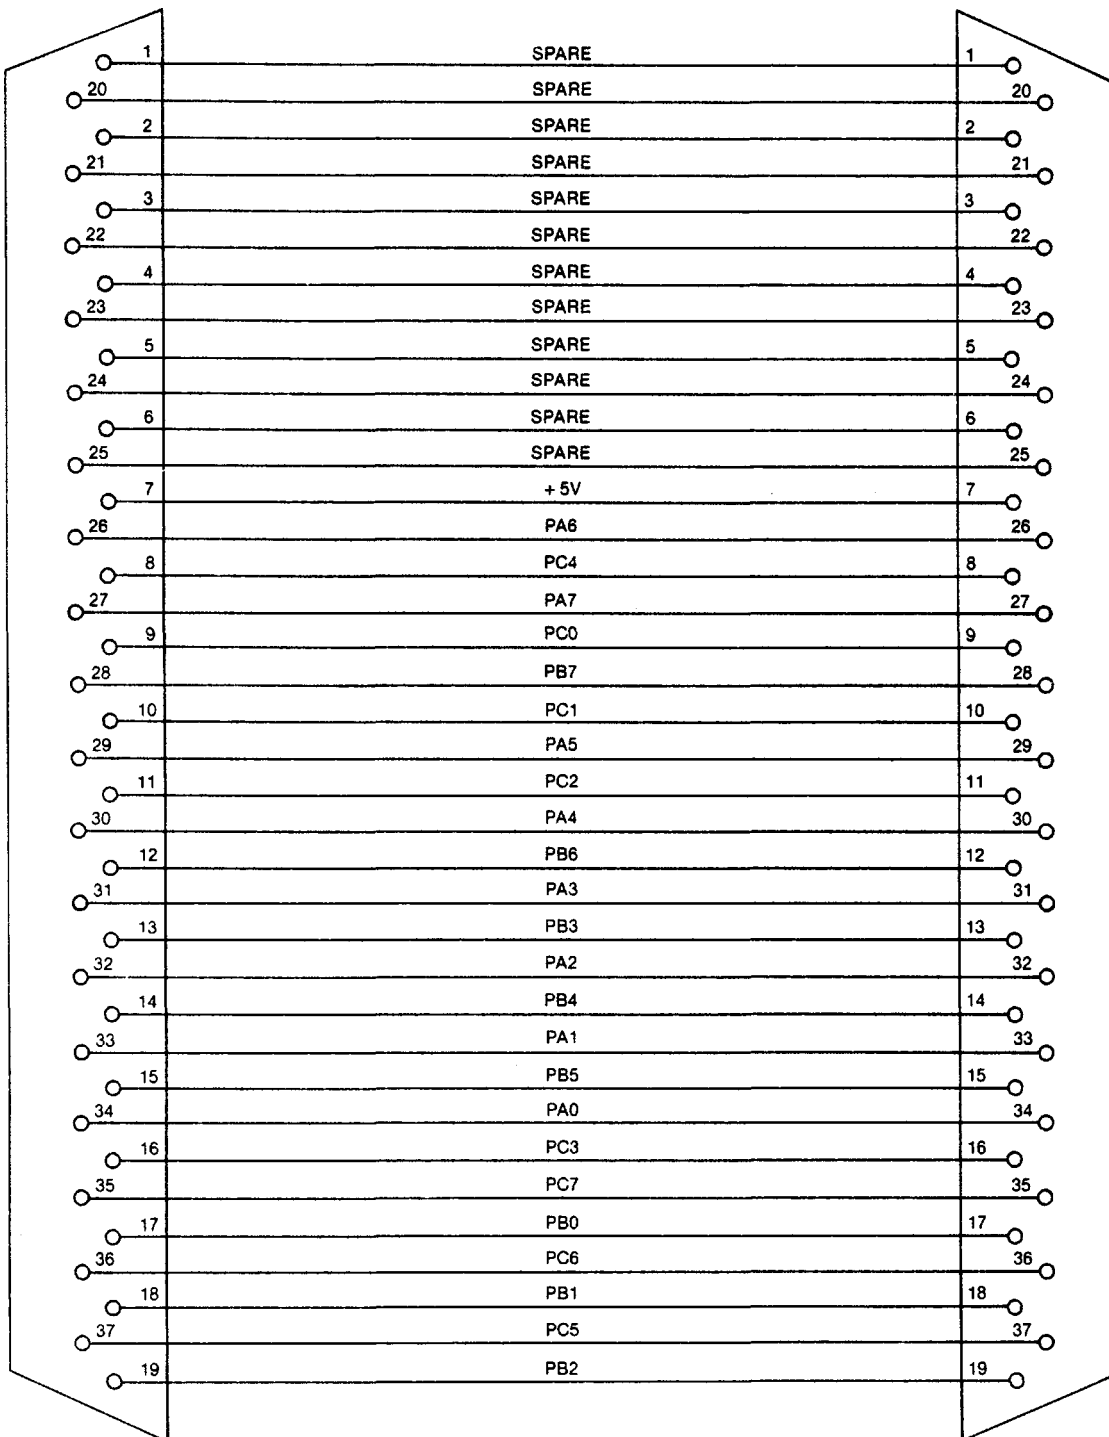 1 SPARE 1
20 SPARE 20
2 SPARE 2
21 SPARE 21
3 SPARE 3
22 SPARE 22
4 SPARE 4
23 SPARE 23
5 SPARE 5
24 SPARE 24
6 SPARE 6
25 SPARE 25
7 + 5V 7
26 PA6 26
8 PC4 8
27 PA7 27
9 PC0 9
28 PB7 28
10 PC1 10
29 PA5 29
11 PC2 11
30 PA4 30
12 PB6 12
31 PA3 31
13 PB3 13
32 PA2 32
14 PB4 14
33 PA1 33
15 PB5 15
34 PA0 34
16 PC3 16
35 PC7 35
17 PB0 17
36 PC6 36
18 PB1 18
37 PC5 37
19 PB2 19